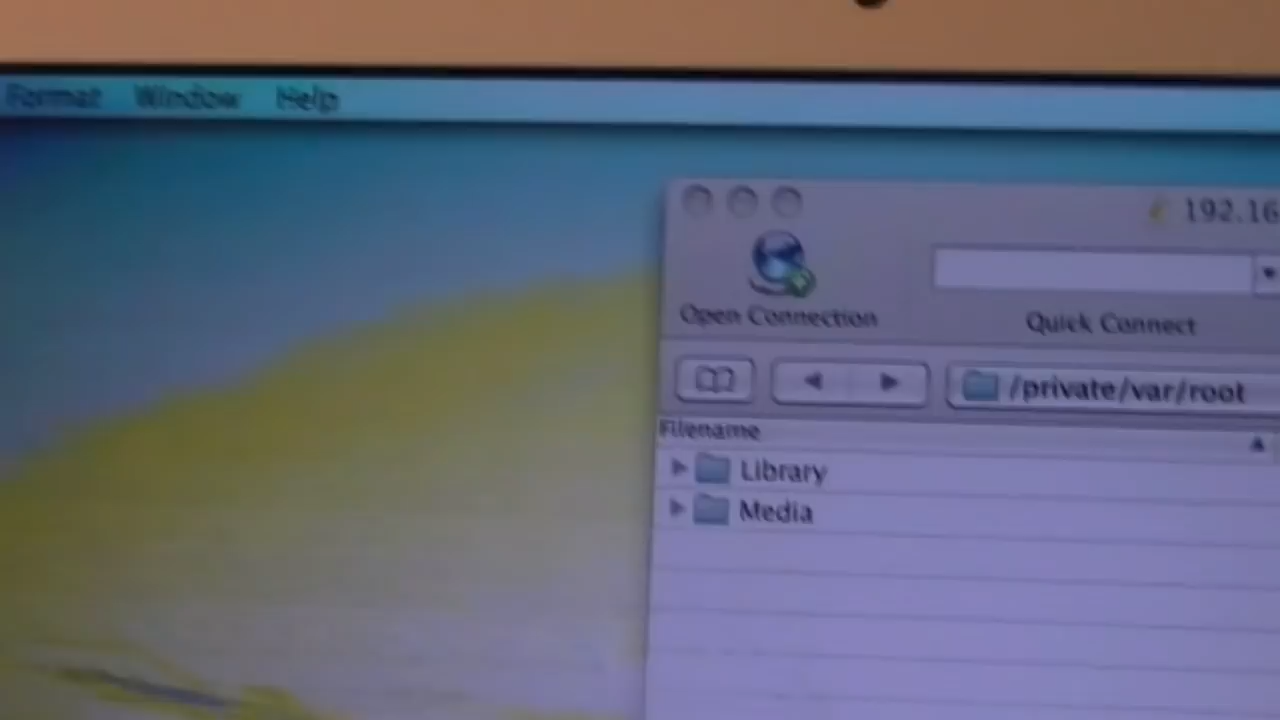 Format Window Help
192.16
Open Connection
Quick Connect
/private/var/root
Filename
Library
Media